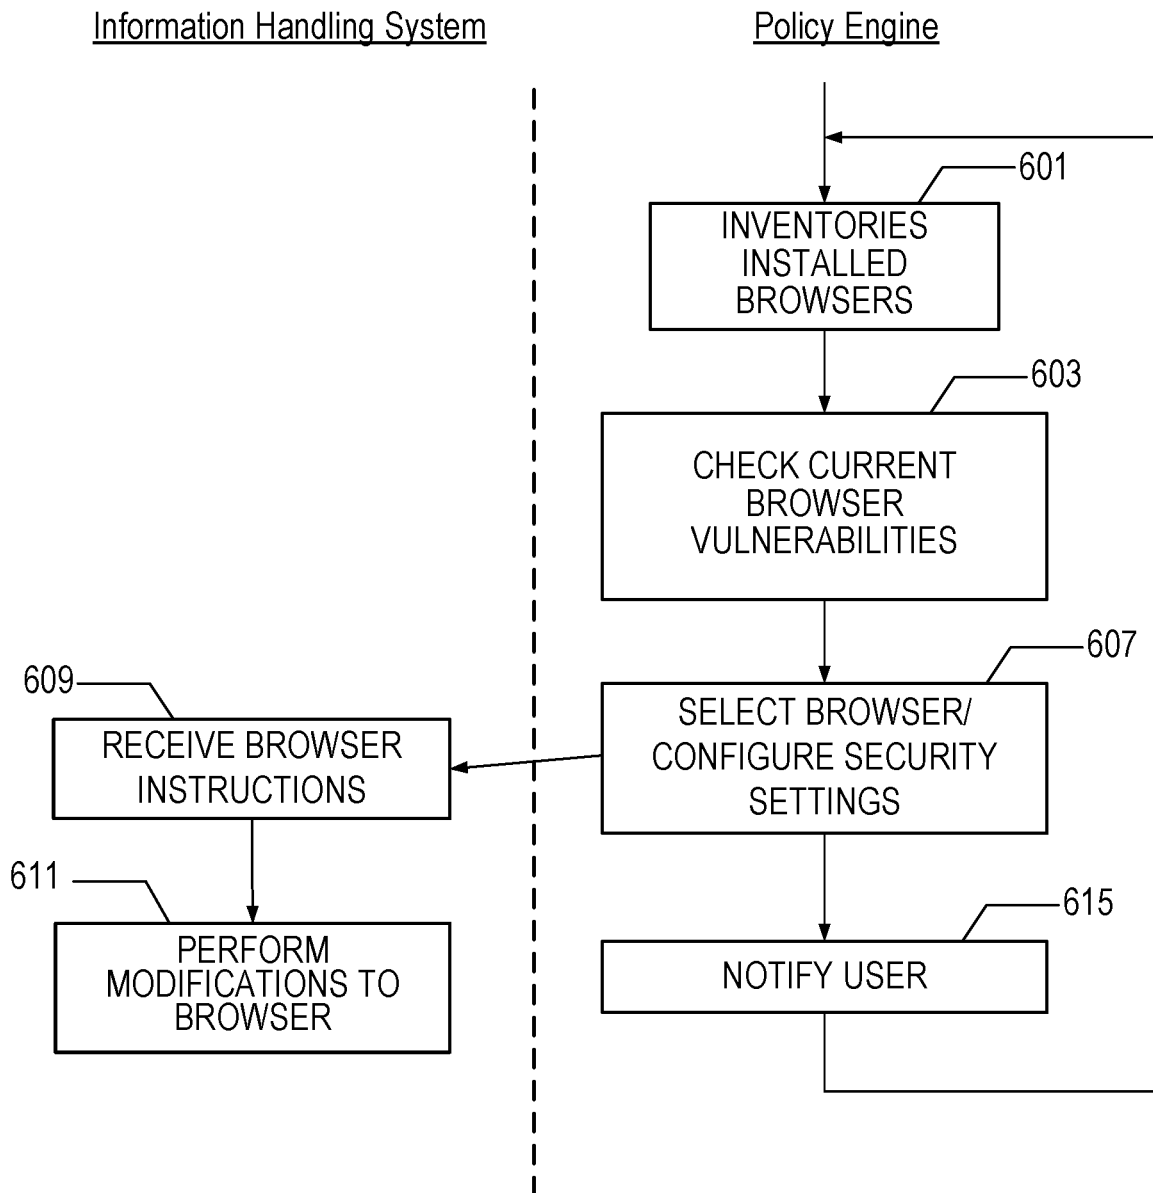 Information Handling System
Policy Engine
601
INVENTORIES
INSTALLED
BROWSERS
603
CHECK CURRENT
BROWSER
VULNERABILITIES
607
SELECT BROWSER/
CONFIGURE SECURITY
SETTINGS
609
RECEIVE BROWSER
INSTRUCTIONS
611
PERFORM
MODIFICATIONS TO
BROWSER
615
NOTIFY USER